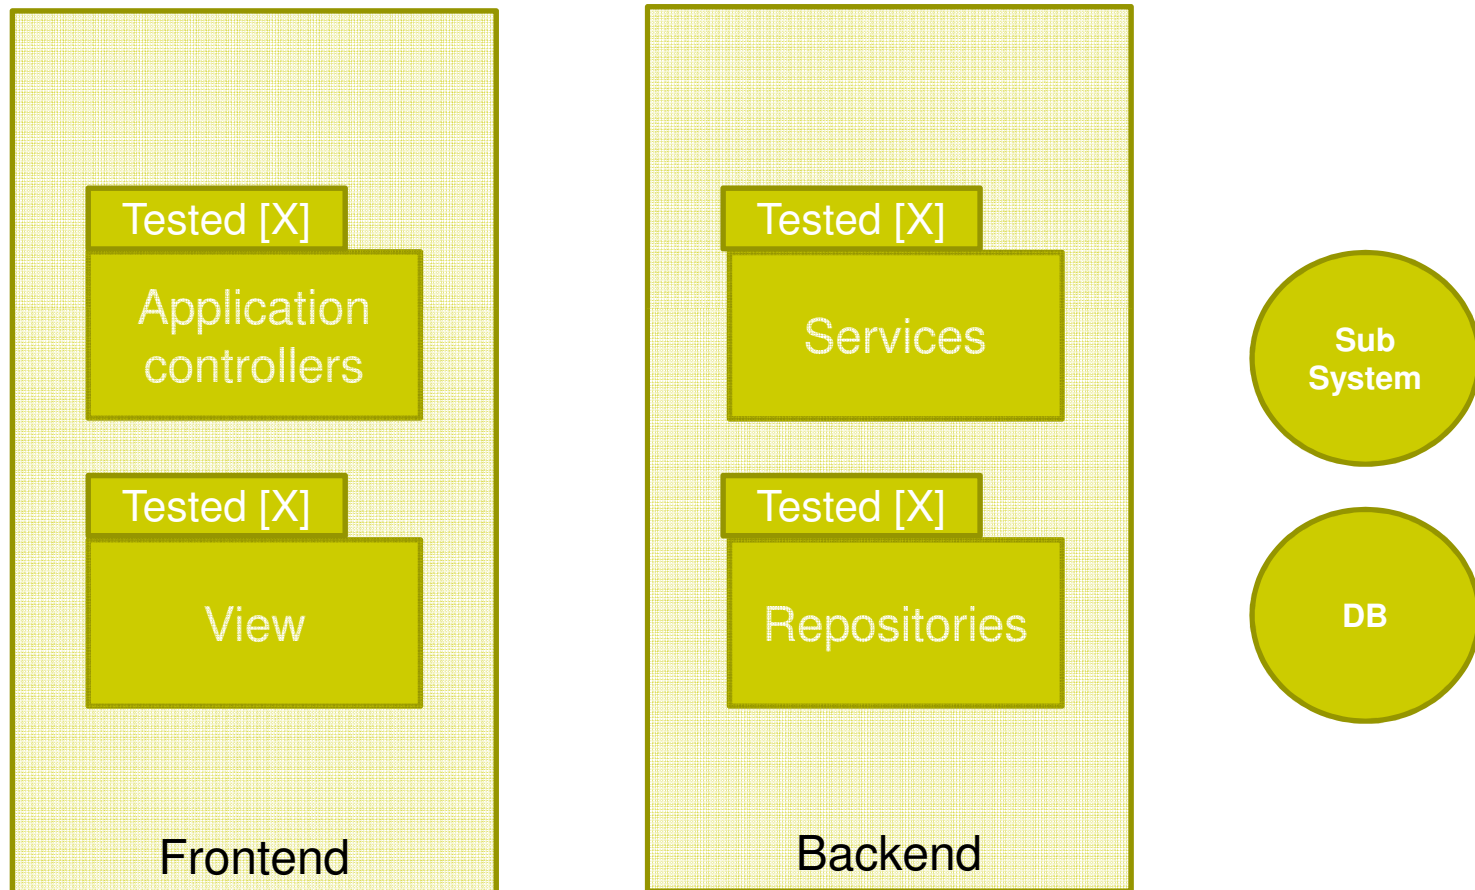 Tested [X]
Application
controllers
Tested [X]
View
Frontend
Tested [X]
Services
Tested [X]
Repositories
Backend
Sub
System
DB